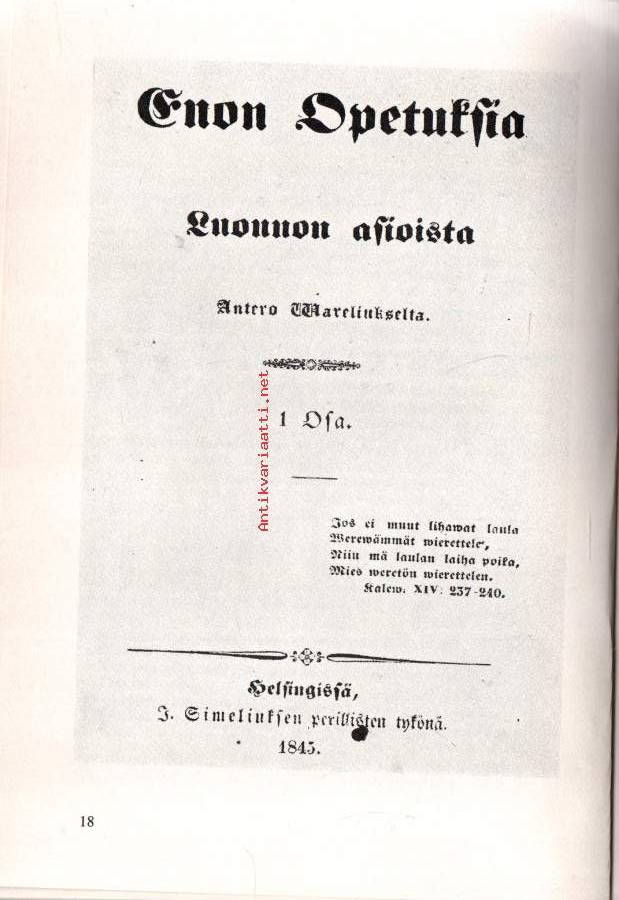 Enon Opetuksia
Luonnon asioista
Antero Wareliukselta.
1 Osa.
Jos ei muut lihawat laula
Werewämmät wierettele,
Niin mä laulan laiha poika,
Mies weretön wierettelen.
Kalew. XIV: 237-240.
Helsingissä,
J. Simeliuksen perillisten tykönä.
1845.
18
Antikvariaatti.net